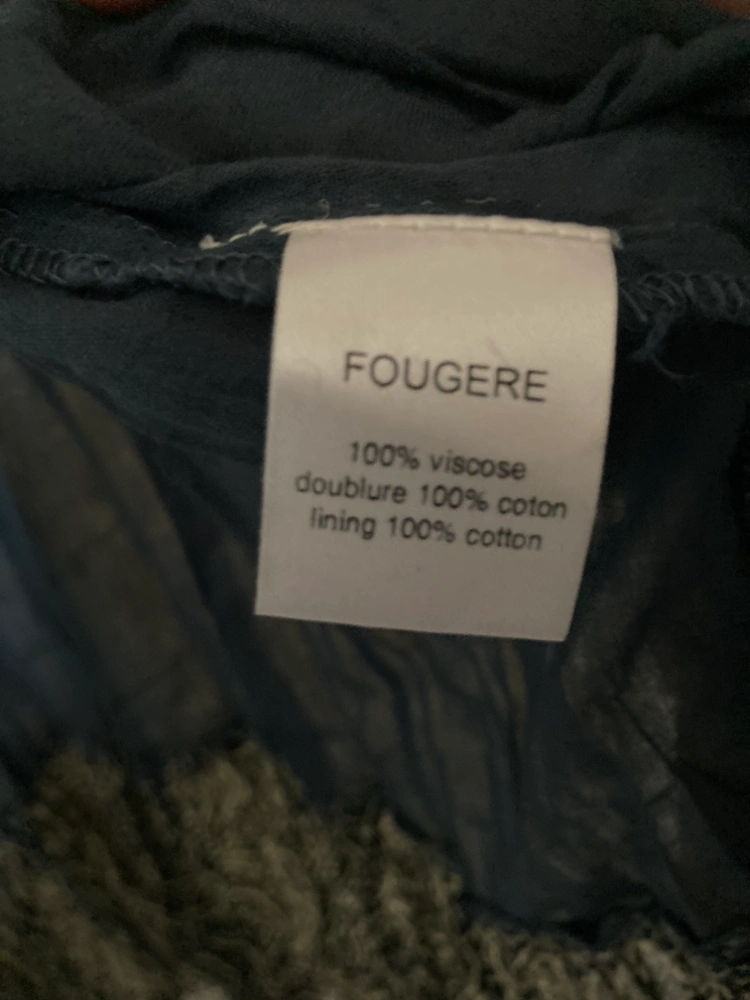 FOUGERE
100% viscose
doublure 100% coton
lining 100% cotton